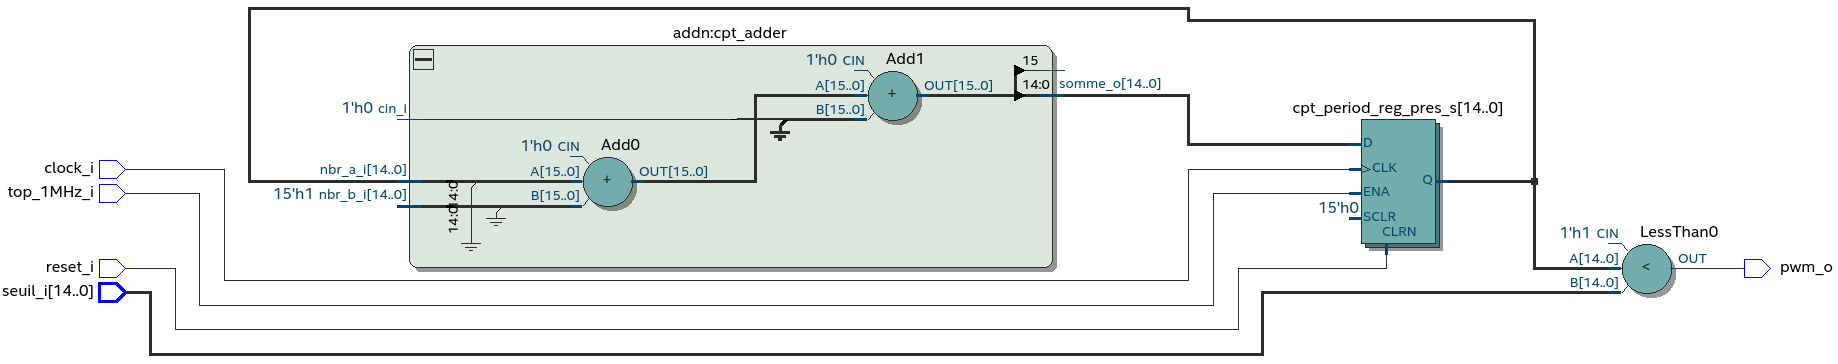 addn:cpt_adder
1'h0 CIN
Add1
15
A[15..0]
OUT[15..0]
14:0
somme_o[14..0]
1'h0 cin_i
B[15..0]
+
cpt_period_reg_pres_s[14..0]
D
CLK
ENA
Q
15'h0
SCLR
CLRN
1'h0 CIN
Add0
clock_i
nbr_a_i[14..0]
A[15..0]
OUT[15..0]
top_1MHz_i
15'h1 nbr_b_i[14..0]
B[15..0]
+
14:0
14:0
1'h1 CIN
LessThan0
reset_i
A[14..0]
OUT
<
pwm_o
seuil_i[14..0]
B[14..0]